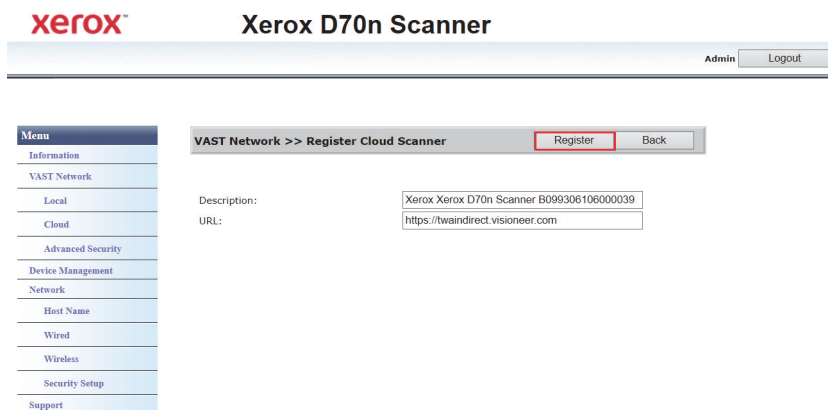 xerox™
Xerox D70n Scanner
Admin Logout
Menu
Information
VAST Network
Local
Cloud
Advanced Security
Device Management
Network
Host Name
Wired
Wireless
Security Setup
Support
VAST Network >> Register Cloud Scanner Register Back
Description: Xerox Xerox D70n Scanner B099306106000039
URL: https://twaindirect.visioneer.com